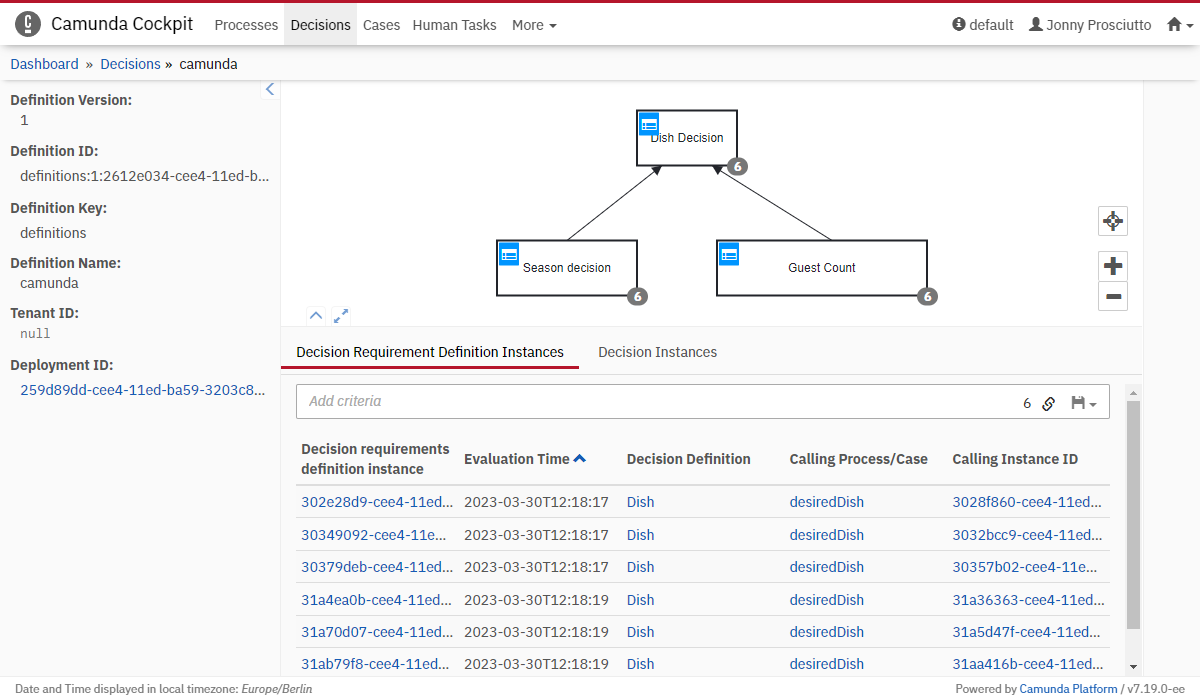 Camunda Cockpit Processes Decisions Cases Human Tasks More default Jonny Prosciutto
Dashboard » Decisions » camunda
Definition Version:
1
Definition ID:
definitions:1:2612e034-cee4-11ed-b...
Definition Key:
definitions
Definition Name:
camunda
Tenant ID:
null
Deployment ID:
259d89dd-cee4-11ed-ba59-3203c8...
Dish Decision
6
Season decision
6
Guest Count
6
Decision Requirement Definition Instances Decision Instances
Add criteria 6
Decision requirements definition instance Evaluation Time Decision Definition Calling Process/Case Calling Instance ID
302e28d9-cee4-11ed... 2023-03-30T12:18:17 Dish desiredDish 3028f860-cee4-11ed...
30349092-cee4-11e... 2023-03-30T12:18:17 Dish desiredDish 3032bcc9-cee4-11ed...
30379deb-cee4-11ed... 2023-03-30T12:18:17 Dish desiredDish 30357b02-cee4-11e...
31a4ea0b-cee4-11ed... 2023-03-30T12:18:19 Dish desiredDish 31a36363-cee4-11ed...
31a70d07-cee4-11ed... 2023-03-30T12:18:19 Dish desiredDish 31a5d47f-cee4-11ed...
31ab79f8-cee4-11ed... 2023-03-30T12:18:19 Dish desiredDish 31aa416b-cee4-11ed...
Date and Time displayed in local timezone: Europe/Berlin Powered by Camunda Platform / v7.19.0-ee